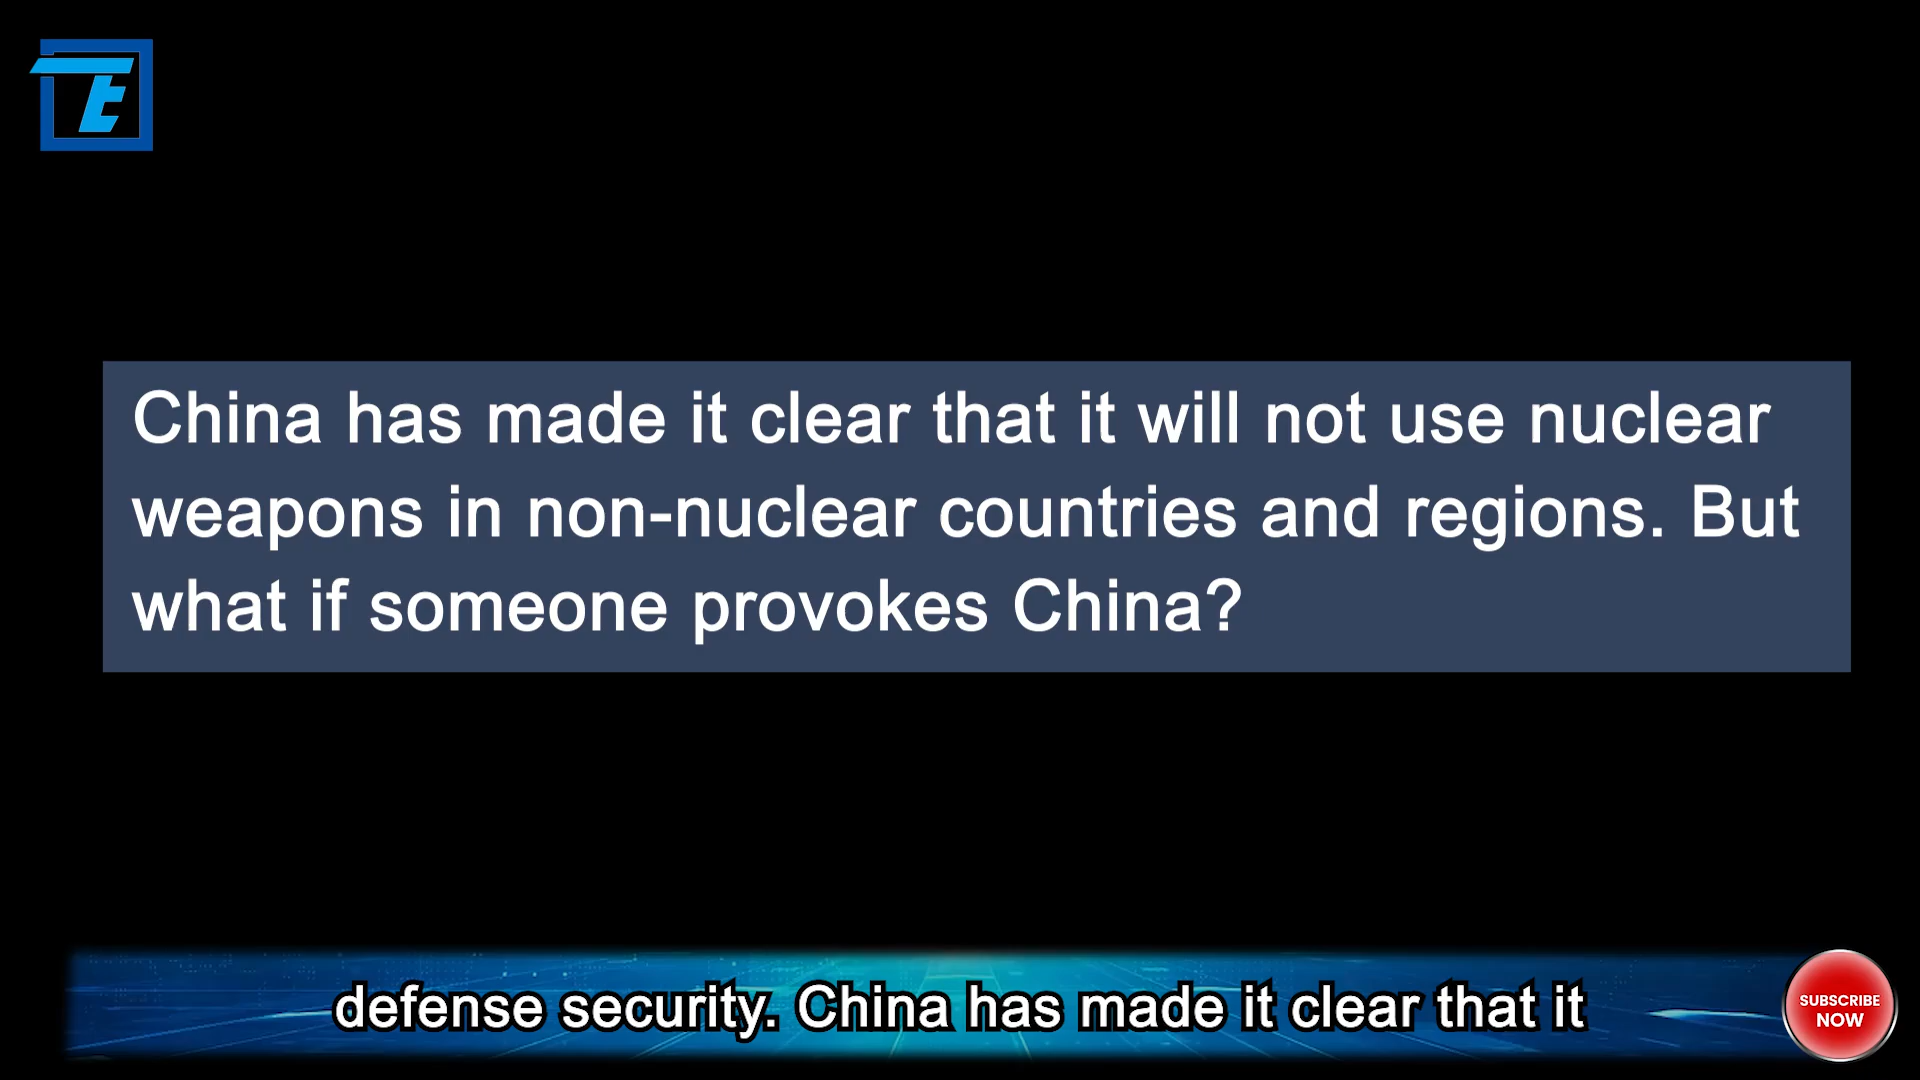 TE
China has made it clear that it will not use nuclear
weapons in non-nuclear countries and regions. But
what if someone provokes China?
defense security. China has made it clear that it
SUBSCRIBE
NOW